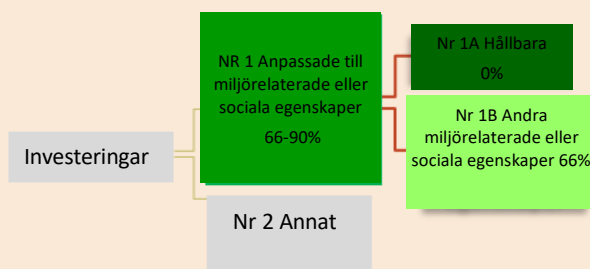 Investeringar
NR 1 Anpassade till
miljörelaterade eller
sociala egenskaper
66-90%
Nr 2 Annat
Nr 1A Hållbara
0%
Nr 1B Andra
miljörelaterade eller
sociala egenskaper 66%